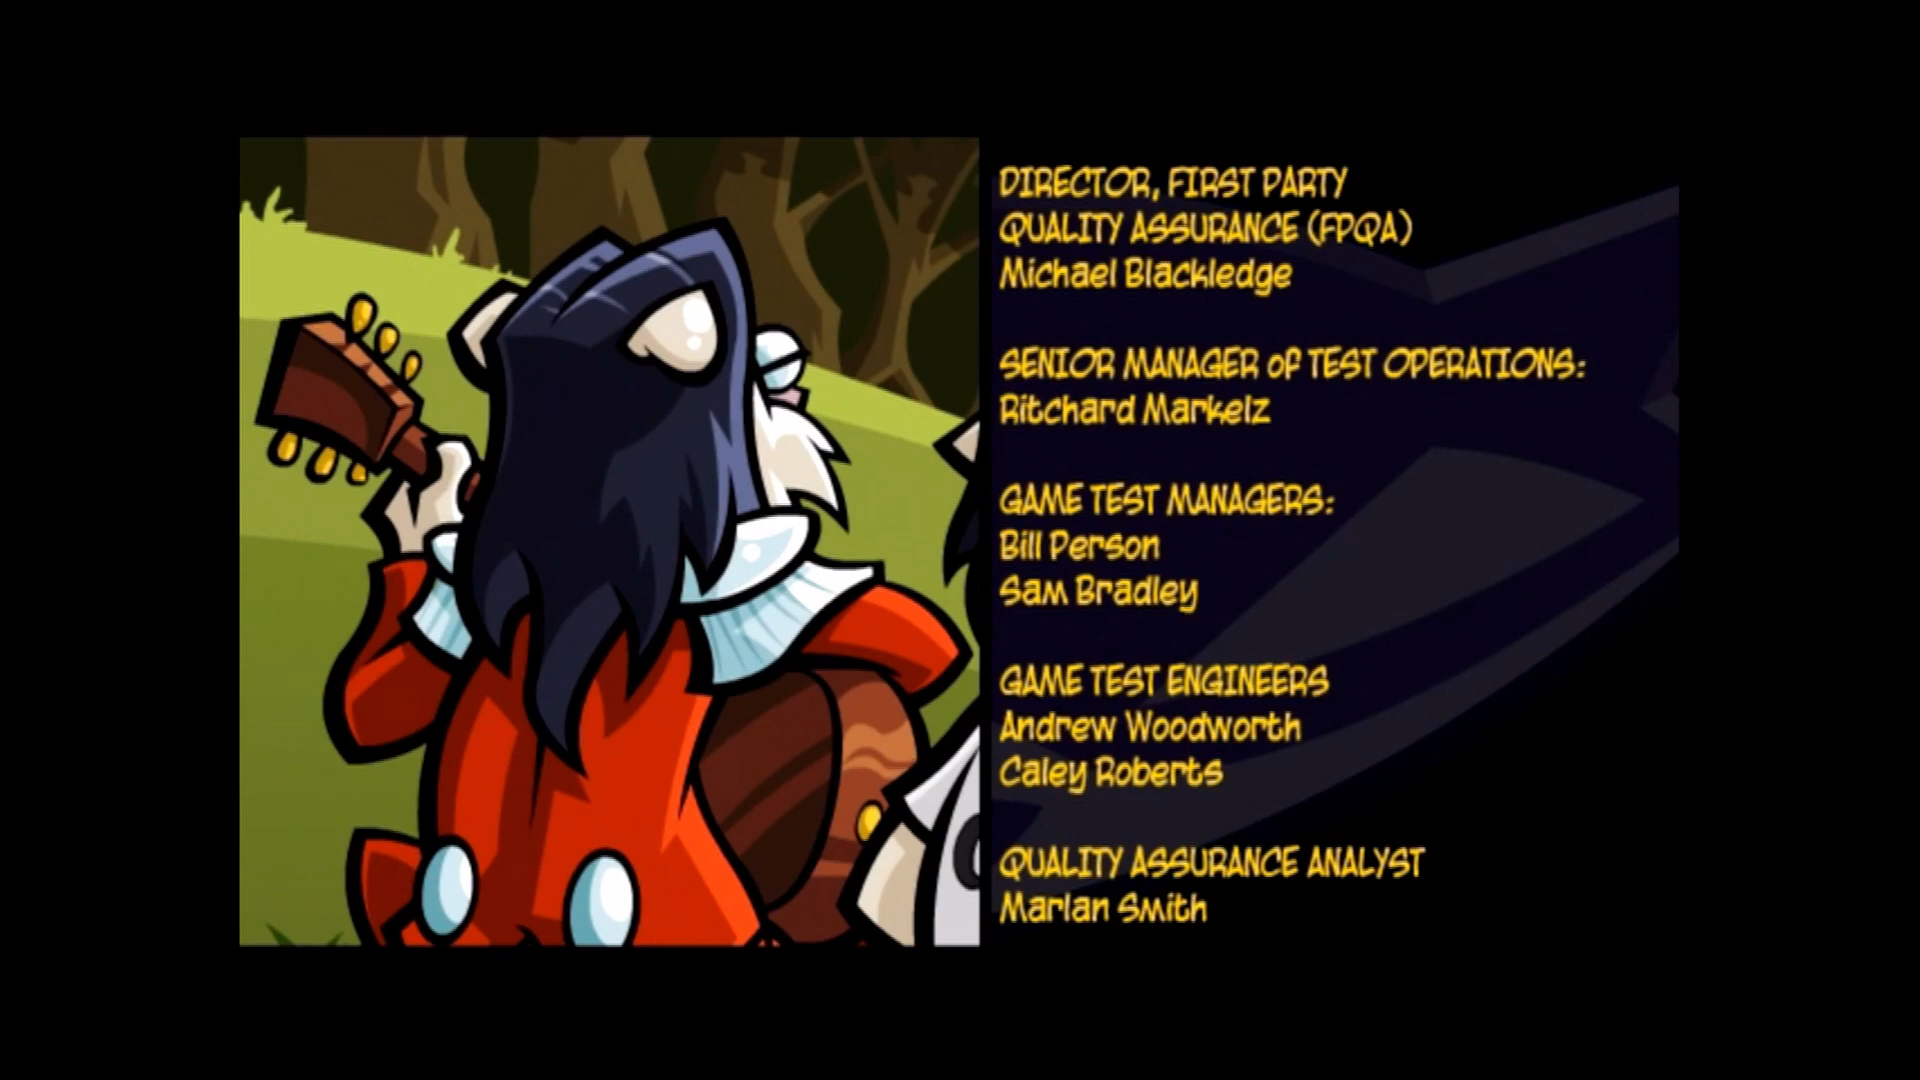 DIRECTOR, FIRST PARTY
QUALITY ASSURANCE (FPQA)
Michael Blackledge
SENIOR MANAGER of TEST OPERATIONS:
Ritchard Markelz
GAME TEST MANAGERS:
Bill Person
Sam Bradley
GAME TEST ENGINEERS
Andrew Woodworth
Caley Roberts
QUALITY ASSURANCE ANALYST
Marlan Smith